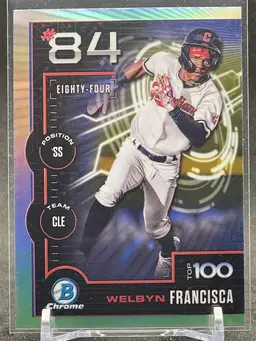 #84
EIGHTY-FOUR
POSITION
SS
TEAM
CLE
C
TOP 100
B
Chrome
WELBYN FRANCISCA